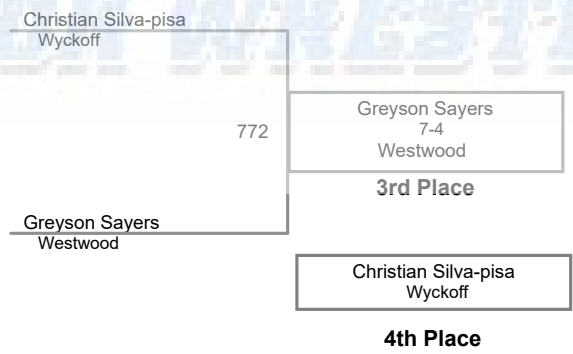 Christian Silva-pisa
Wyckoff
772
Greyson Sayers
7-4
Westwood
3rd Place
Greyson Sayers
Westwood
Christian Silva-pisa
Wyckoff
4th Place